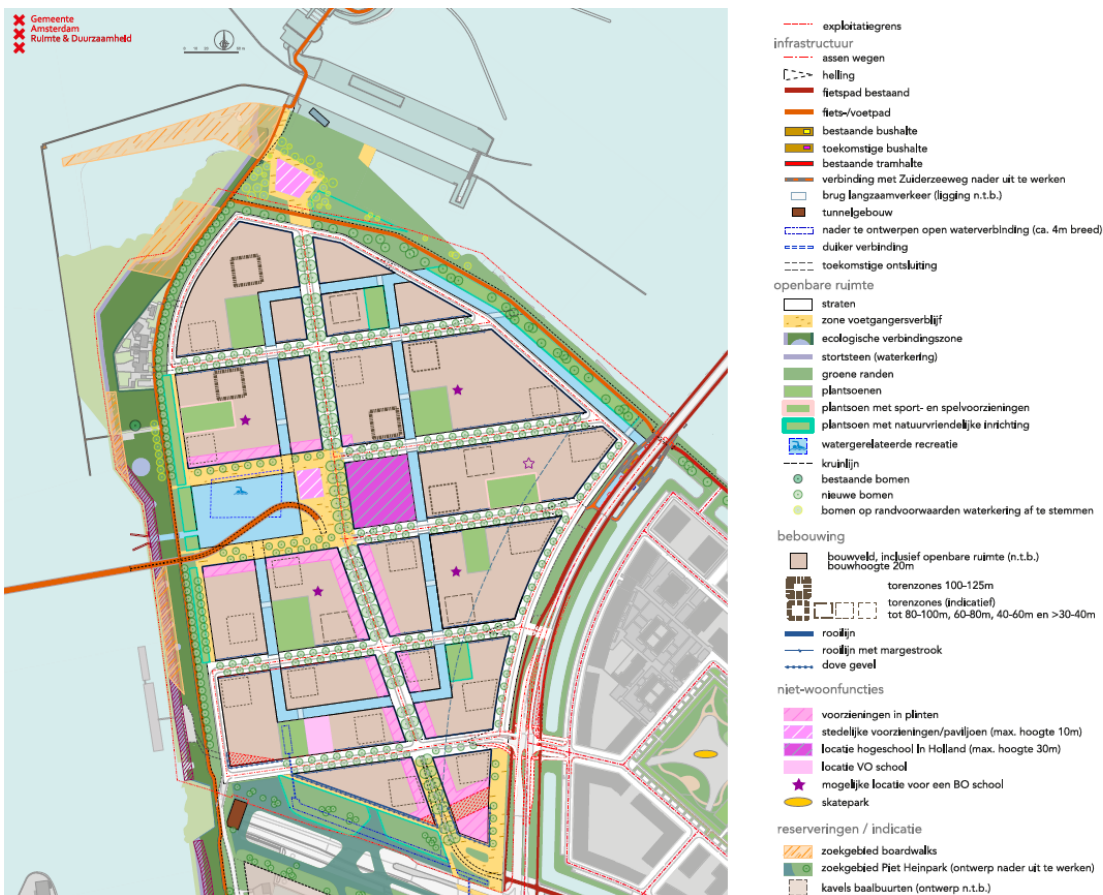 Gemeente
Amsterdam
Ruimte & Duurzaamheid
exploitatiegrens
infrastructuur
assen wegen
helling
fietspad bestaand
fiets-/voetpad
bestaande bushalte
toekomstige bushalte
bestaande tramhalte
verbinding met Zuiderzeeweg nader uit te werken
brug langzaamverkeer (ligging n.t.b.)
tunnelgebouw
nader te ontwerpen open waterverbinding (ca. 4m breed)
duiker verbinding
toekomstige ontsluiting
openbare ruimte
straten
zone voetgangersverblijf
ecologische verbindingszone
stortsteen (waterkering)
groene randen
plantsoenen
plantsoen met sport- en spelvoorzieningen
plantsoen met natuurvriendelijke inrichting
watergerelateerde recreatie
kruinlijn
bestaande bomen
nieuwe bomen
bomen op randvoorwaarden waterkering af te stemmen
bebouwing
bouwveld, inclusief openbare ruimte (n.t.b.)
bouwhoogte 20m
torenzones 100-125m
torenzones (indicatief)
tot 80-100m, 60-80m, 40-60m en >30-40m
rooilijn
rooilijn met margestrook
dove gevel
niet-woonfuncties
voorzieningen in plinten
stedelijke voorzieningen/paviljoen (max. hoogte 10m)
locatie hogeschool In Holland (max. hoogte 30m)
locatie VO school
mogelijke locatie voor een BO school
skatepark
reserveringen / indicatie
zoekgebied boardwalks
zoekgebied Piet Heinpark (ontwerp nader uit te werken)
kavels baaibuurten (ontwerp n.t.b.)